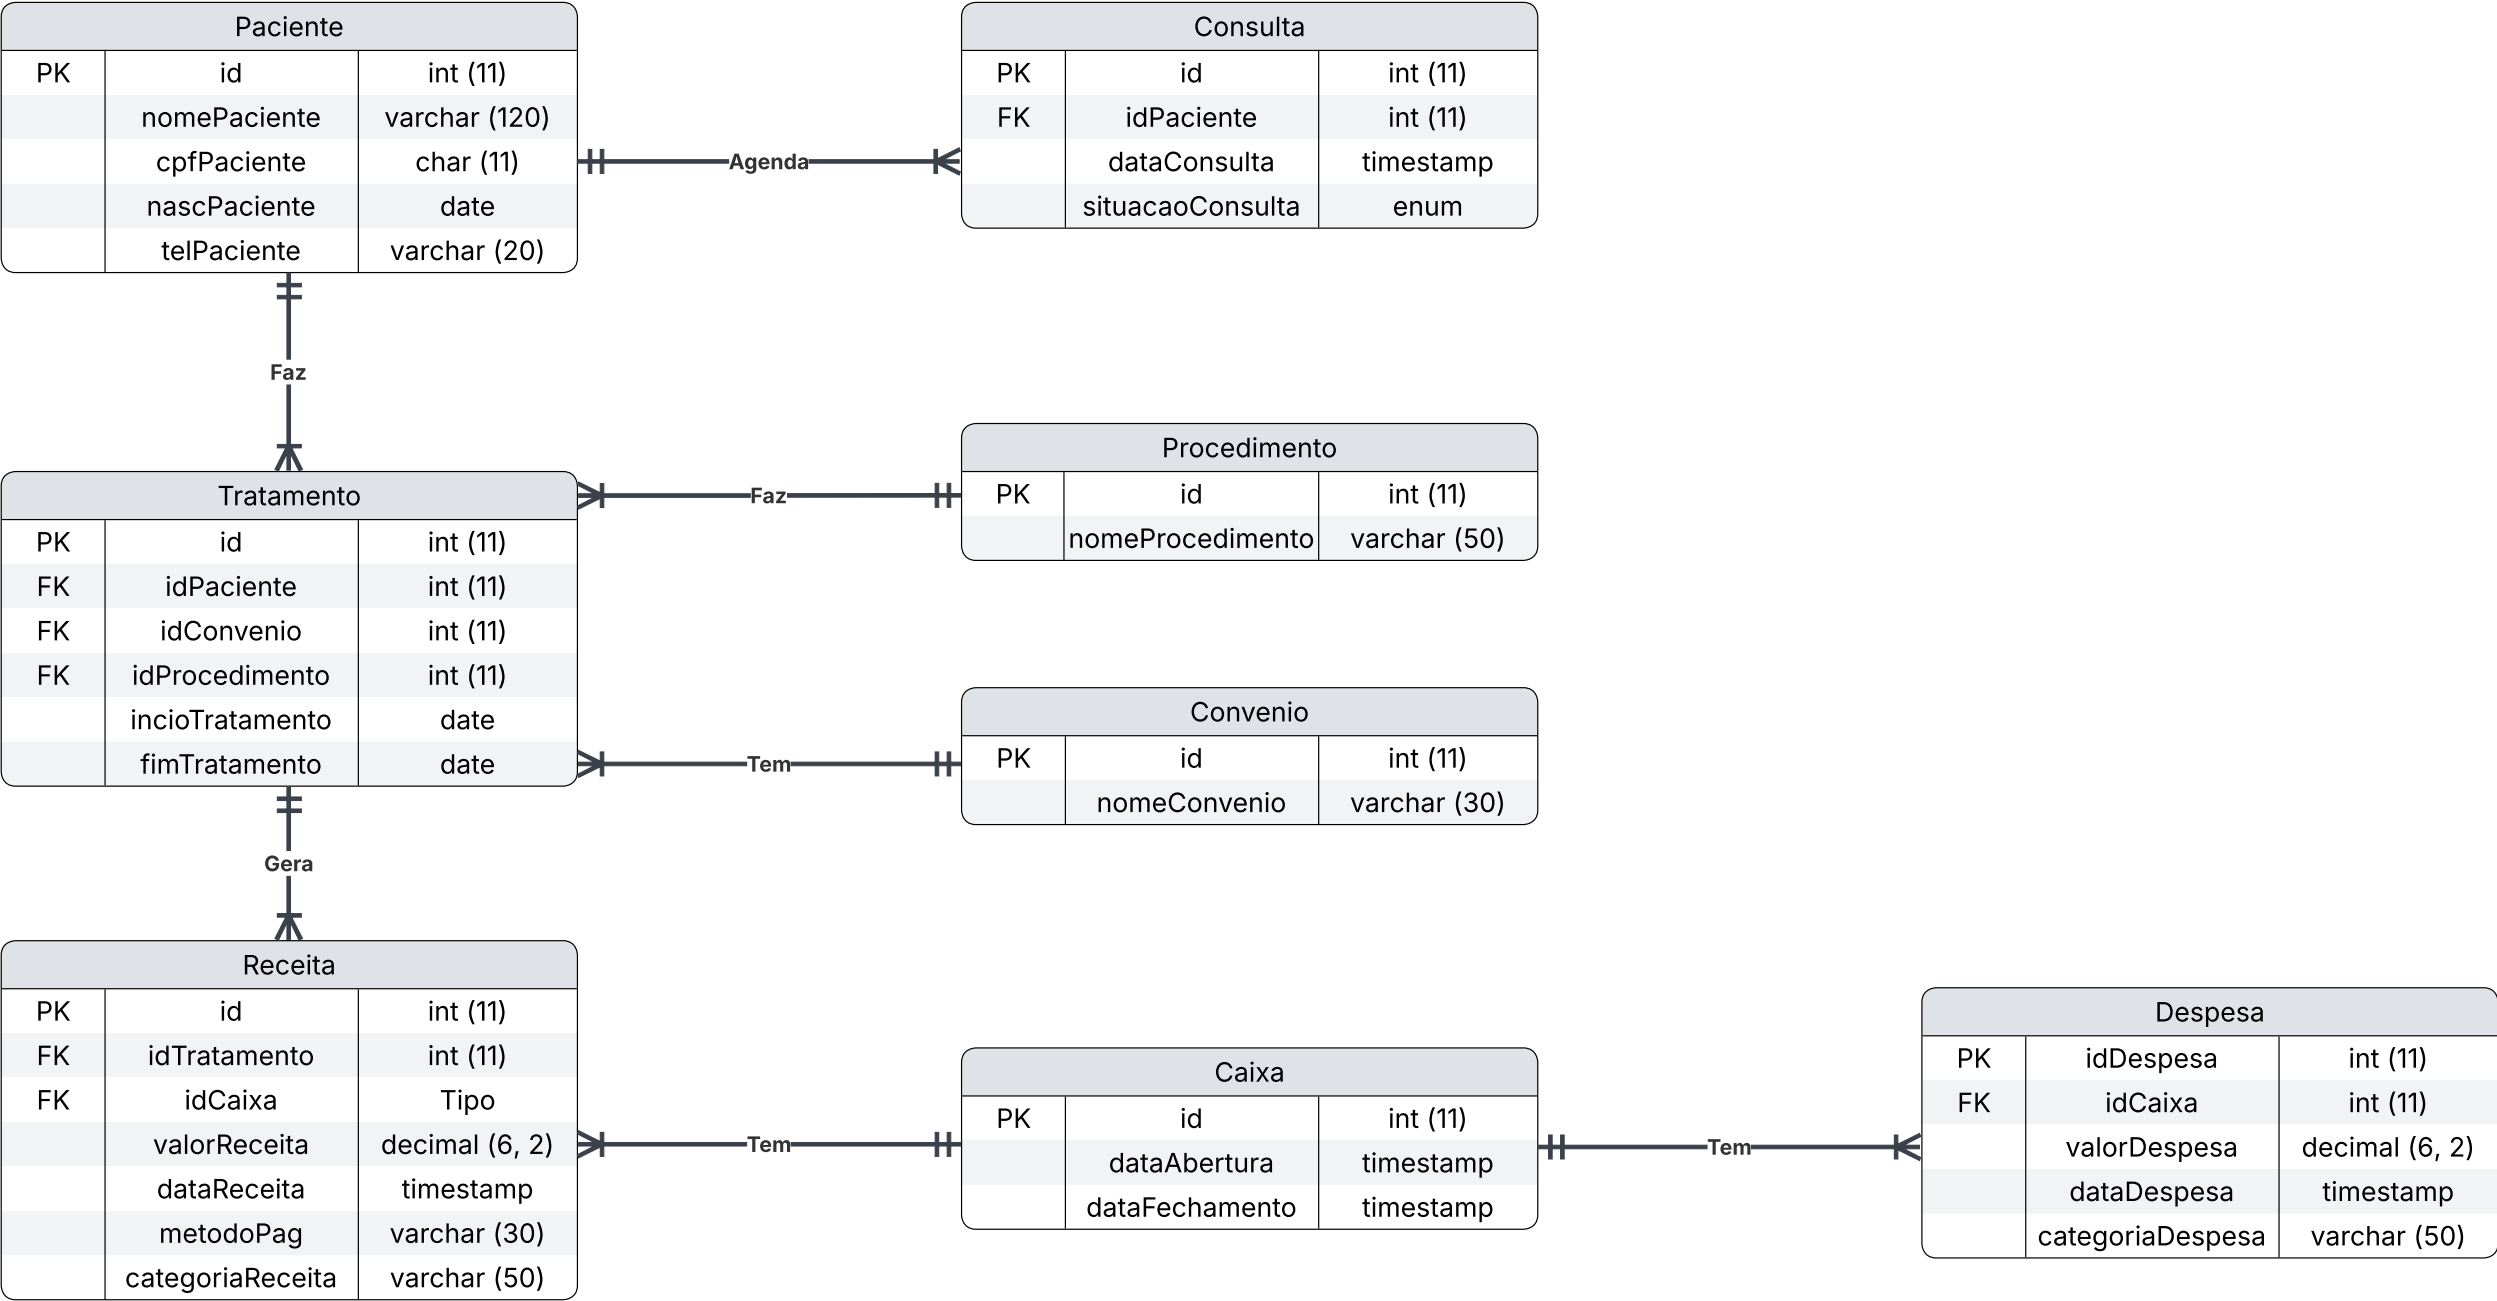 Paciente
PK id int (11)
nomePaciente varchar (120)
cpfPaciente char (11)
nascPaciente date
telPaciente varchar (20)
Agenda
Consulta
PK id int (11)
FK idPaciente int (11)
dataConsulta timestamp
situacaoConsulta enum
Faz
Tratamento
PK id int (11)
FK idPaciente int (11)
FK idConvenio int (11)
FK idProcedimento int (11)
incioTratamento date
fimTratamento date
Faz
Procedimento
PK id int (11)
nomeProcedimento varchar (50)
Tem
Convenio
PK id int (11)
nomeConvenio varchar (30)
Gera
Receita
PK id int (11)
FK idTratamento int (11)
FK idCaixa Tipo
valorReceita decimal (6, 2)
dataReceita timestamp
metodoPag varchar (30)
categoriaReceita varchar (50)
Tem
Caixa
PK id int (11)
dataAbertura timestamp
dataFechamento timestamp
Tem
Despesa
PK idDespesa int (11)
FK idCaixa int (11)
valorDespesa decimal (6, 2)
dataDespesa timestamp
categoriaDespesa varchar (50)